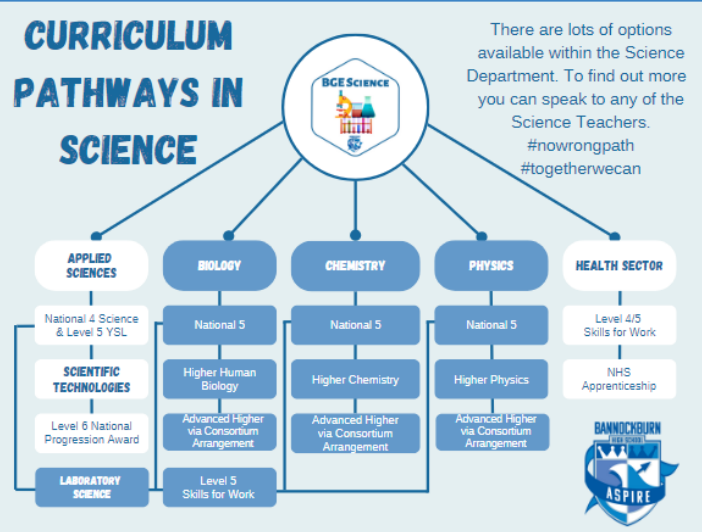 CURRICULUM
PATHWAYS IN
SCIENCE
BGE SCIENCE
There are lots of options
available within the Science
Department. To find out more
you can speak to any of the
Science Teachers.
#nowrongpath
#togetherwecan
APPLIED
SCIENCES
BIOLOGY
CHEMISTRY
PHYSICS
HEALTH SECTOR
National 4 Science
& Level 5 YSL
National 5
National 5
National 5
Level 4/5
Skills for Work
SCIENTIFIC
TECHNOLOGIES
Higher Human
Biology
Higher Chemistry
Higher Physics
NHS
Apprenticeship
Level 6 National
Progression Award
Advanced Higher
via Consortium
Arrangement
Advanced Higher
via Consortium
Arrangement
Advanced Higher
via Consortium
Arrangement
LABORATORY
SCIENCE
Level 5
Skills for Work
BANNOCKBURN
HIGH SCHOOL
ASPIRE